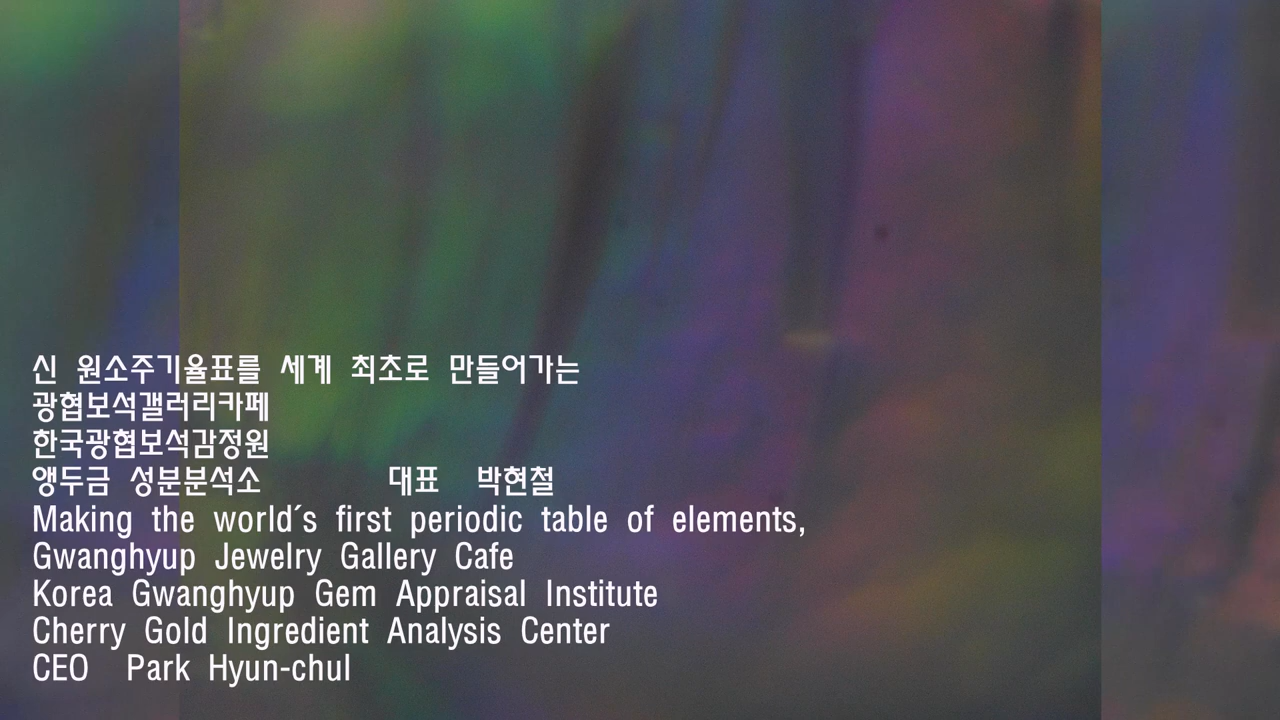 신 원소주기율표를 세계 최초로 만들어가는
광협보석갤러리카페
한국광협보석감정원
앵두금 성분분석소 대표 박현철
Making the world´s first periodic table of elements,
Gwanghyup Jewelry Gallery Cafe
Korea Gwanghyup Gem Appraisal Institute
Cherry Gold Ingredient Analysis Center
CEO Park Hyun-chul